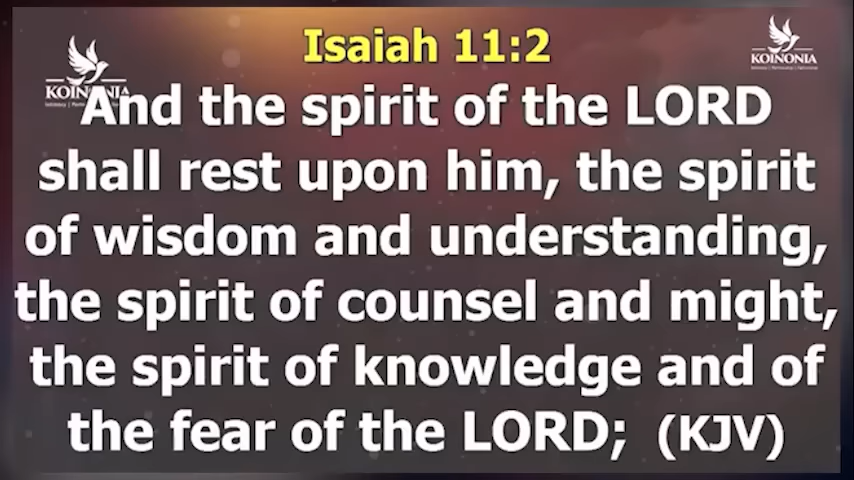 Isaiah 11:2
KOINONIA
KOINONIA
And the spirit of the LORD
shall rest upon him, the spirit
of wisdom and understanding,
the spirit of counsel and might,
the spirit of knowledge and of
the fear of the LORD; (KJV)